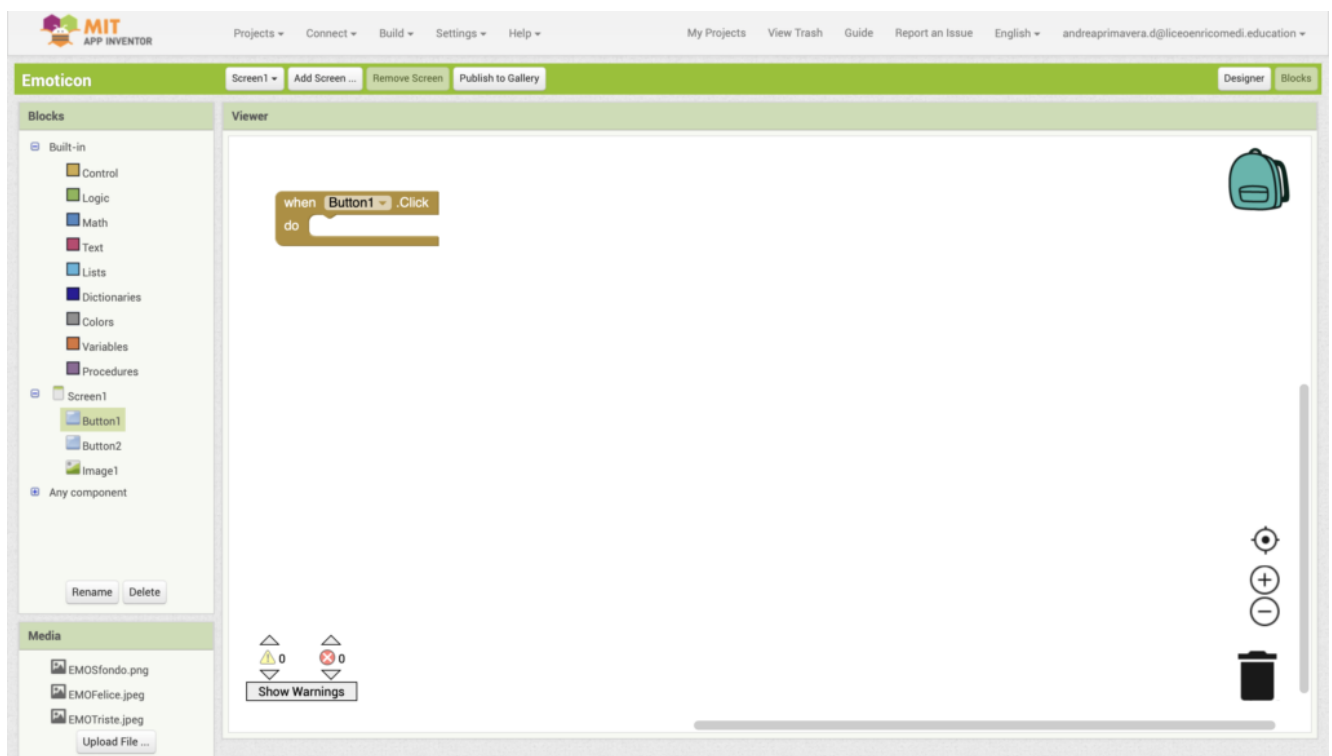 MIT
APP INVENTOR
Projects Connect Build Settings Help My Projects View Trash Guide Report an Issue English andreaprimavera.d@liceoenricomedi.education
Emoticon Screen1 Add Screen ... Remove Screen Publish to Gallery Designer Blocks
Blocks Viewer
Built-in
Control
Logic
Math
Text
Lists
Dictionaries
Colors
Variables
Procedures
Screen1
Button1
Button2
Image1
Any component
Rename Delete
when Button1 .Click
do
0 0
Show Warnings
Media
EMOSfondo.png
EMOFelice.jpeg
EMOTriste.jpeg
Upload File ...